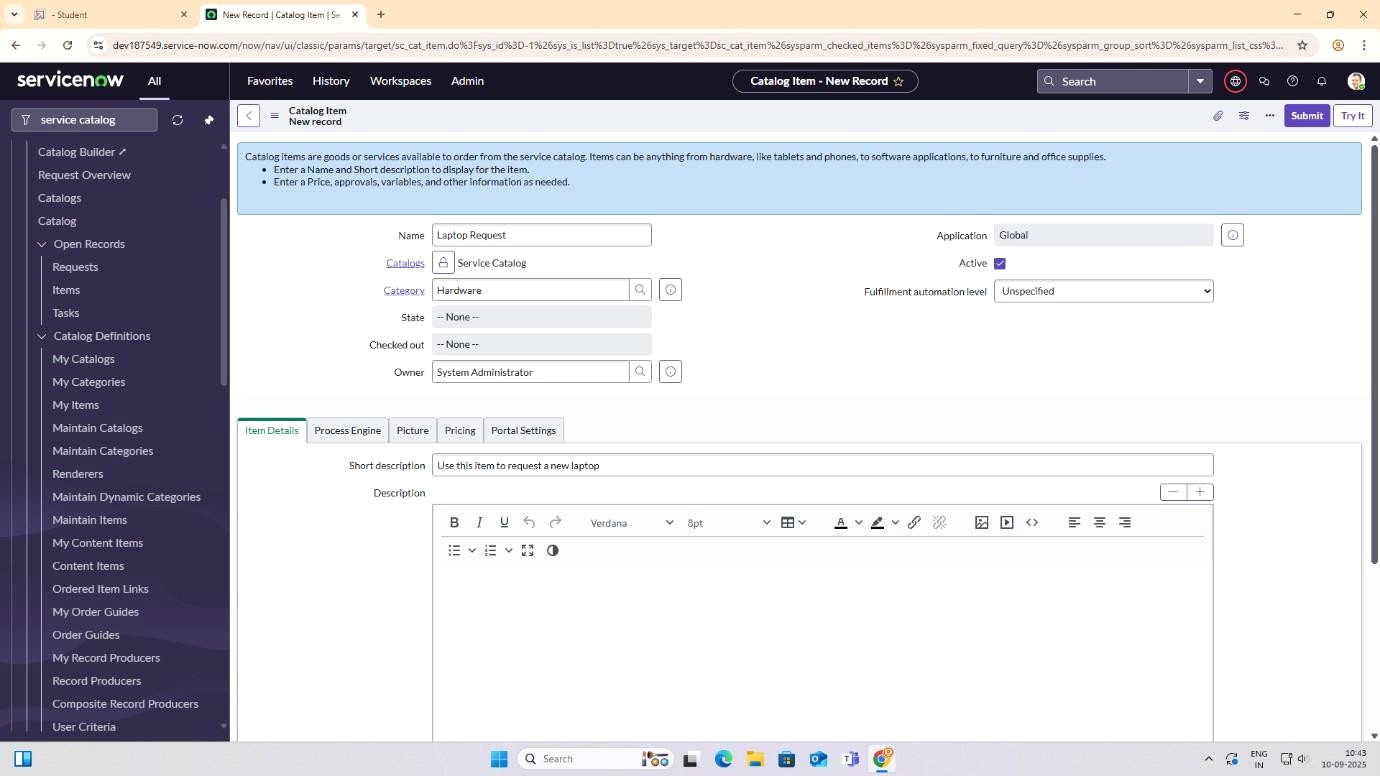 - Student
New Record | Catalog Item | Se
dev187549.service-now.com/now/nav/ui/classic/params/target/sc_cat_item.do%3Fsys_id%3D-1%26sys_is_list%3Dtrue%26sys_target%3Dsc_cat_item%26sysparm_checked_items%3D%26sysparm_fixed_query%3D%26sysparm_group_sort%3D%26sysparm_list_css%3...
servicenow
All
Favorites
History
Workspaces
Admin
Catalog Item - New Record
Search
service catalog
Catalog Item
New record
Submit
Try It
Catalog Builder
Request Overview
Catalogs
Catalog
Open Records
Requests
Items
Tasks
Catalog Definitions
My Catalogs
My Categories
My Items
Maintain Catalogs
Maintain Categories
Renderers
Maintain Dynamic Categories
Maintain Items
My Content Items
Content Items
Ordered Item Links
My Order Guides
Order Guides
My Record Producers
Record Producers
Composite Record Producers
User Criteria
Catalog items are goods or services available to order from the service catalog. Items can be anything from hardware, like tablets and phones, to software applications, to furniture and office supplies.
• Enter a Name and Short description to display for the item.
• Enter a Price, approvals, variables, and other information as needed.
Name Laptop Request
Application Global
Catalogs Service Catalog
Active
Category Hardware
Fulfillment automation level Unspecified
State -- None --
Checked out -- None --
Owner System Administrator
Item Details
Process Engine
Picture
Pricing
Portal Settings
Short description Use this item to request a new laptop
Description
B I U Verdana 8pt A
Search
ENG
IN
10:43
10-09-2025